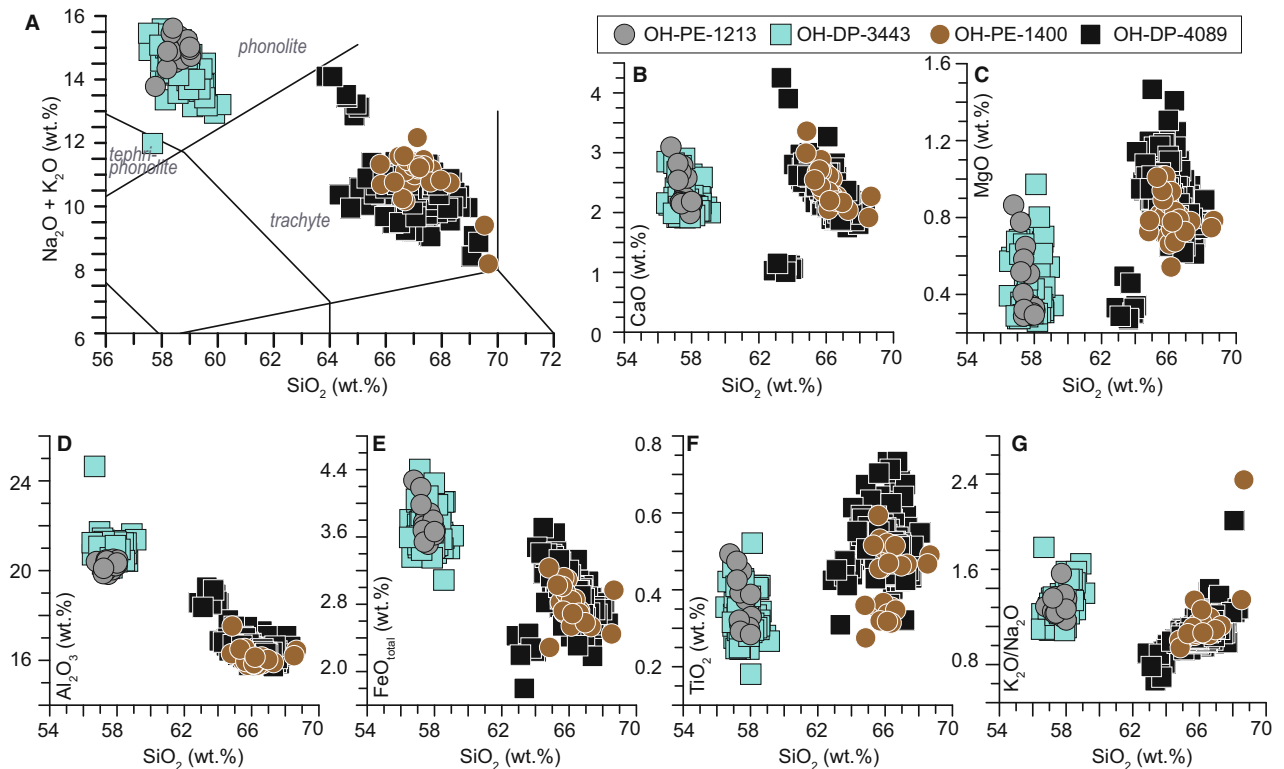 OH-PE-1213 OH-DP-3443 OH-PE-1400 OH-DP-4089
A
Na₂O + K₂O (wt.%)
16
14
12
10
8
6
phonolite
tephri-
phonolite
trachyte
56 58 60 62 64 66 68 70 72
SiO₂ (wt.%)
B
CaO (wt.%)
4
3
2
1
0
54 58 62 66 70
SiO₂ (wt.%)
C
MgO (wt.%)
1.6
1.2
0.8
0.4
54 58 62 66 70
SiO₂ (wt.%)
D
Al₂O₃ (wt.%)
24
20
16
54 58 62 66 70
SiO₂ (wt.%)
E
FeO total (wt.%)
4.4
3.6
2.8
2.0
54 58 62 66 70
SiO₂ (wt.%)
F
TiO₂ (wt.%)
0.8
0.6
0.4
0.2
54 58 62 66 70
SiO₂ (wt.%)
G
K₂O/Na₂O
2.4
1.6
0.8
54 58 62 66 70
SiO₂ (wt.%)